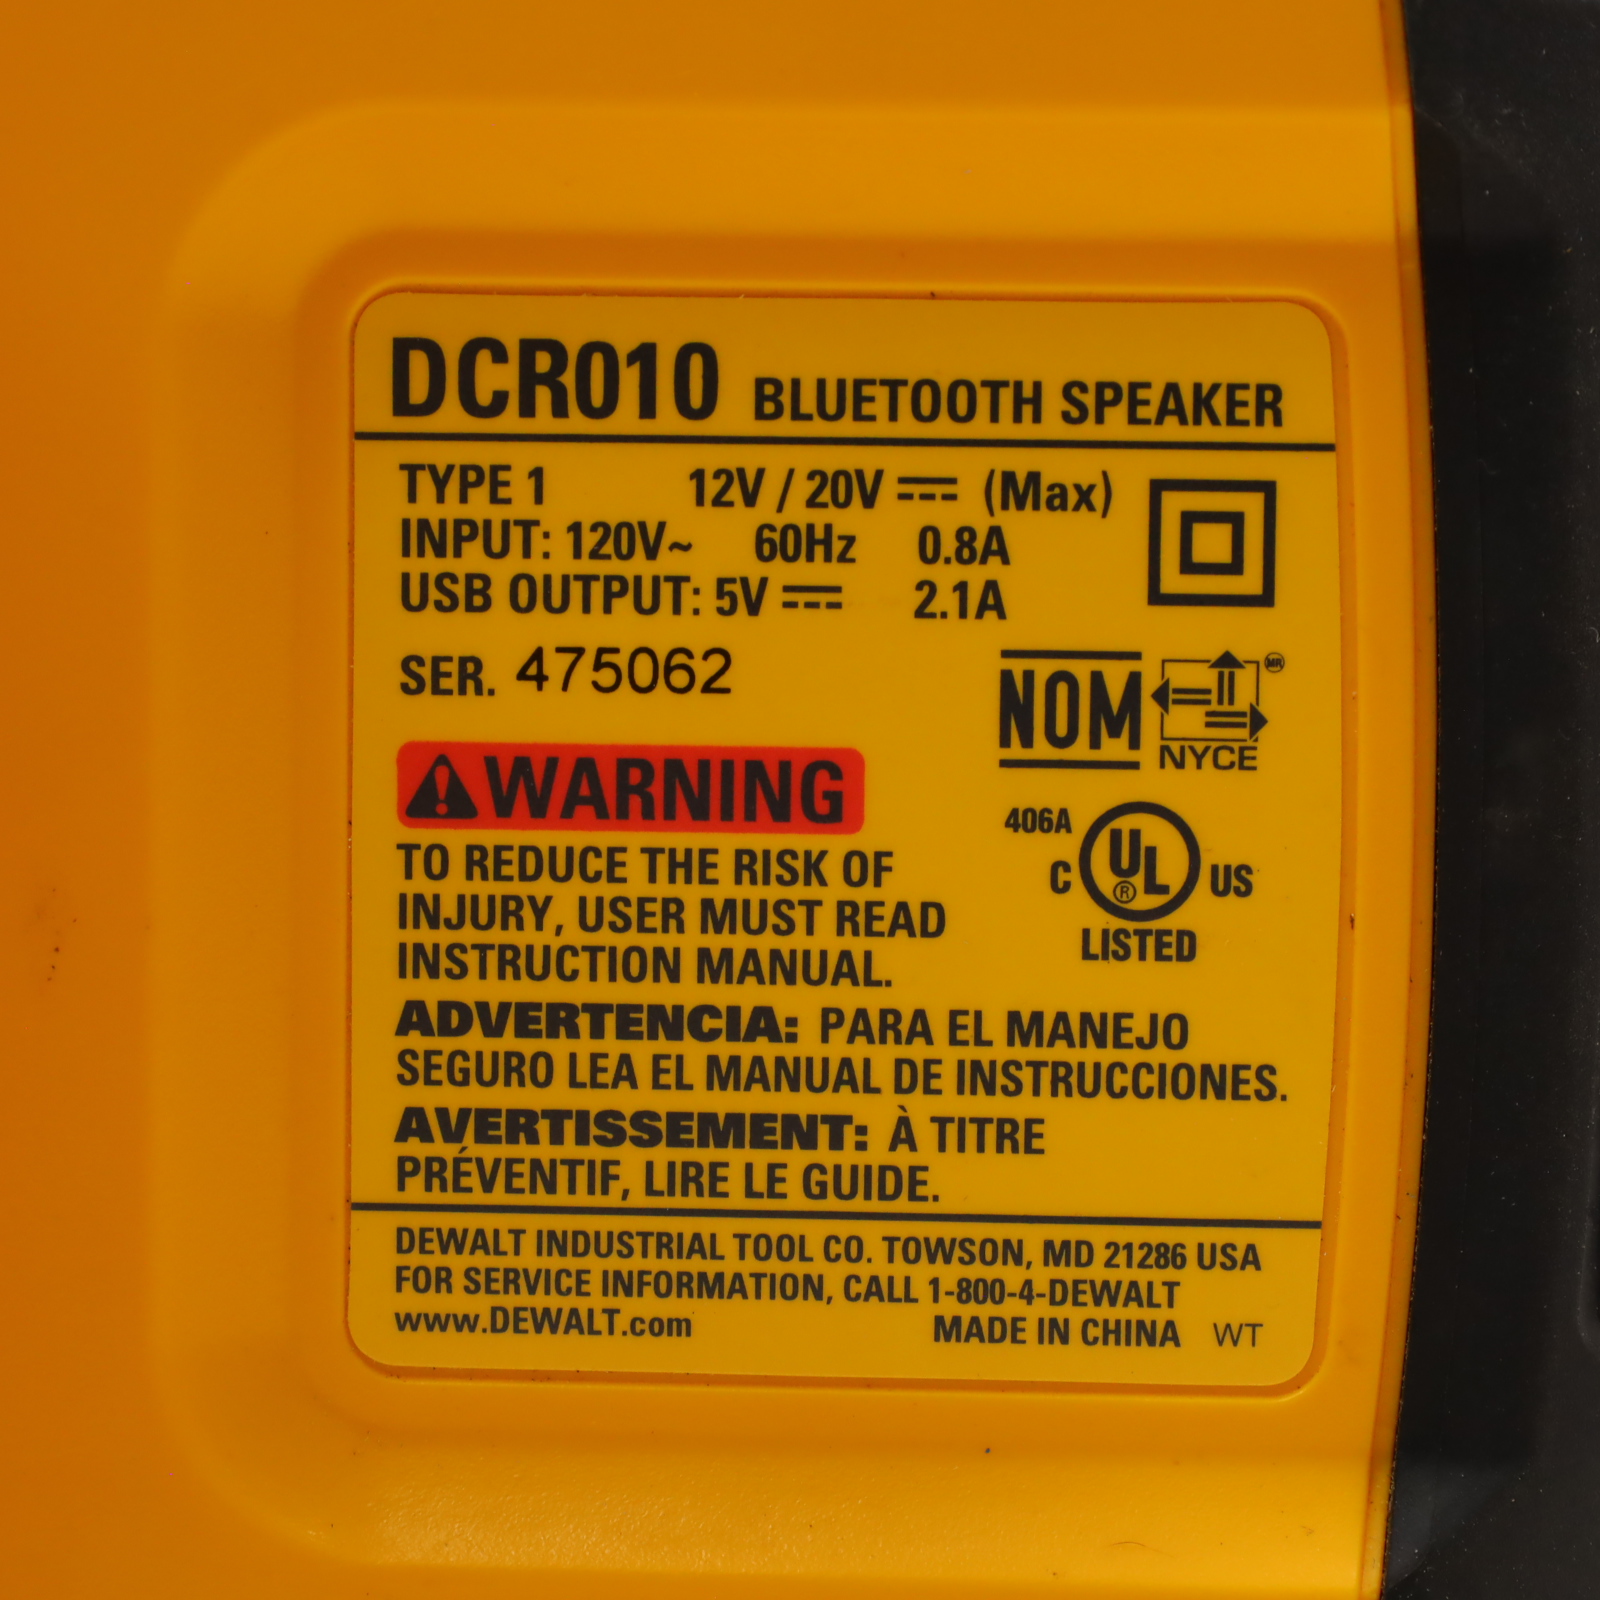 DCR010 BLUETOOTH SPEAKER
TYPE 1 12V / 20V ⎓ (Max)
INPUT: 120V~ 60Hz 0.8A
USB OUTPUT: 5V ⎓ 2.1A
SER. 475062
NOM
MR
NYCE
WARNING
406A
C UL ® US
LISTED
TO REDUCE THE RISK OF
INJURY, USER MUST READ
INSTRUCTION MANUAL.
ADVERTENCIA: PARA EL MANEJO
SEGURO LEA EL MANUAL DE INSTRUCCIONES.
AVERTISSEMENT: À TITRE
PRÉVENTIF, LIRE LE GUIDE.
DEWALT INDUSTRIAL TOOL CO. TOWSON, MD 21286 USA
FOR SERVICE INFORMATION, CALL 1-800-4-DEWALT
www.DEWALT.com MADE IN CHINA WT